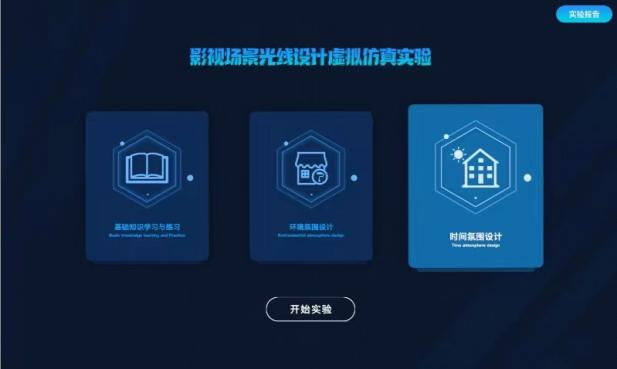 实验报告
影视场景光线设计虚拟仿真实验
基础知识学习与练习
Basic knowledge learning and Practice
环境氛围设计
Environmental atmosphere design
时间氛围设计
Time atmosphere design
开始实验